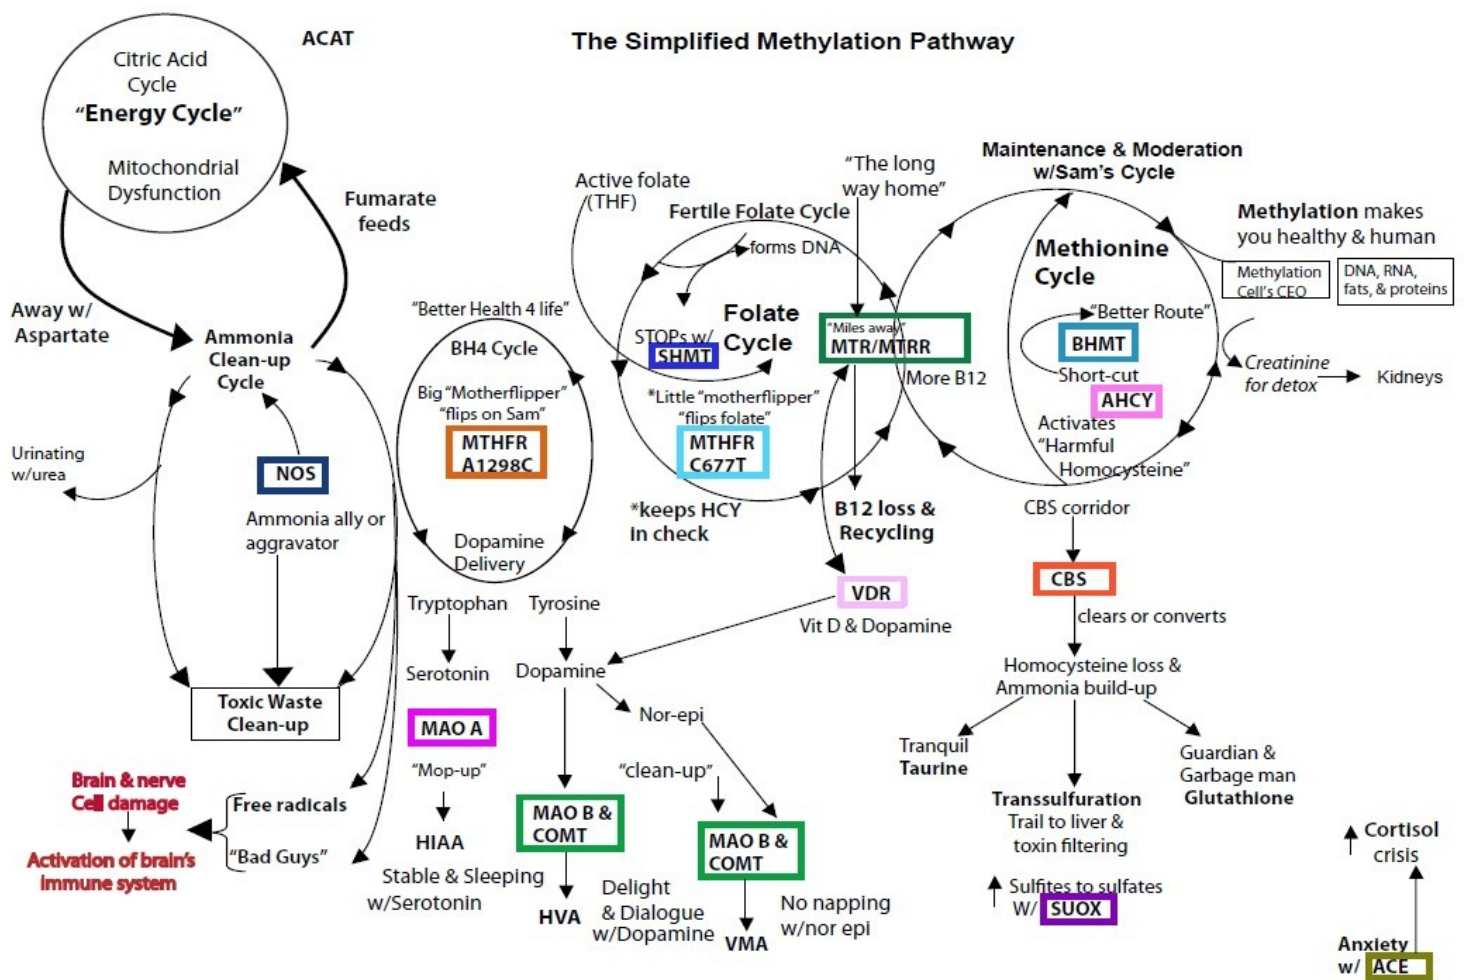 The Simplified Methylation Pathway
ACAT
Citric Acid
Cycle
“Energy Cycle”
Mitochondrial
Dysfunction
Fumarate
feeds
Away w/
Aspartate
Ammonia
Clean-up
Cycle
Urinating
w/urea
NOS
Ammonia ally or
aggravator
Toxic Waste
Clean-up
Brain & nerve
Cell damage
Activation of brain's
immune system
Free radicals
“Bad Guys”
“Better Health 4 life”
BH4 Cycle
Big “Motherflipper”
“flips on Sam”
MTHFR
A1298C
Dopamine
Delivery
Tryptophan
Serotonin
MAO A
“Mop-up”
HIAA
Stable & Sleeping
w/Serotonin
Tyrosine
Dopamine
MAO B &
COMT
HVA
Delight
& Dialogue
w/Dopamine
Nor-epi
“clean-up”
MAO B &
COMT
VMA
No napping
w/nor epi
Active folate
(THF)
Fertile Folate Cycle
forms DNA
Folate
Cycle
STOPs w/
SHMT
*Little “motherflipper”
“flips folate”
MTHFR
C677T
*keeps HCY
in check
“The long
way home”
“Miles away”
MTR/MTRR
More B12
B12 loss &
Recycling
VDR
Vit D & Dopamine
Maintenance & Moderation
w/Sam's Cycle
Methionine
Cycle
“Better Route”
BHMT
Short-cut
AHCY
Activates
“Harmful
Homocysteine”
Methylation makes
you healthy & human
Methylation
Cell's CEO
DNA, RNA,
fats, & proteins
Creatinine
for detox
Kidneys
CBS corridor
CBS
clears or converts
Homocysteine loss &
Ammonia build-up
Tranquil
Taurine
Transsulfuration
Trail to liver &
toxin filtering
Sulfites to sulfates
W/ SUOX
Guardian &
Garbage man
Glutathione
Cortisol
crisis
Anxiety
w/ ACE